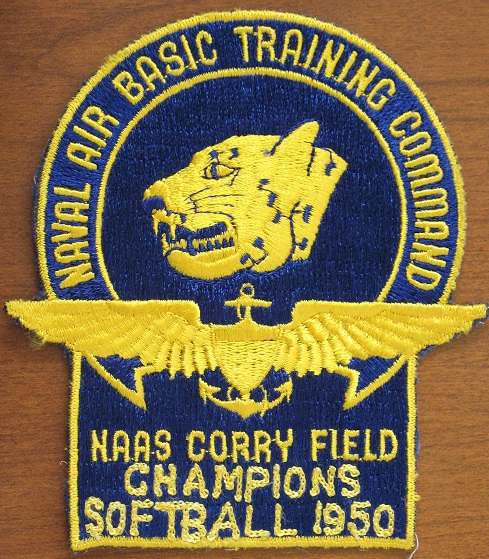 NAVAL AIR BASIC TRAINING COMMAND
NAAS CORRY FIELD
CHAMPIONS
SOFTBALL 1950